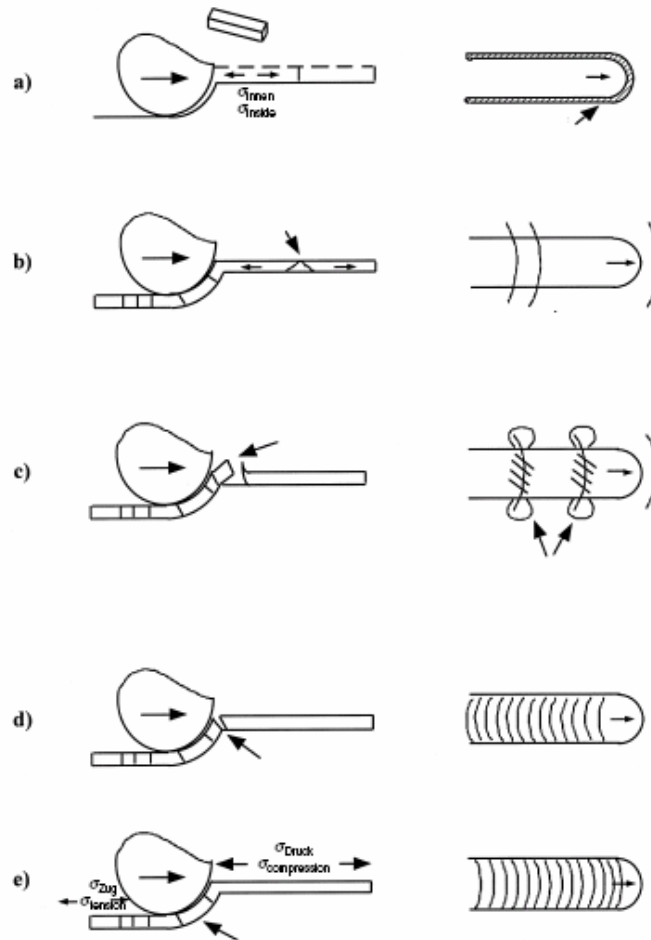 a)
σinnen
σinside
b)
c)
d)
e)
σZug
σtension
σDruck
σcompression